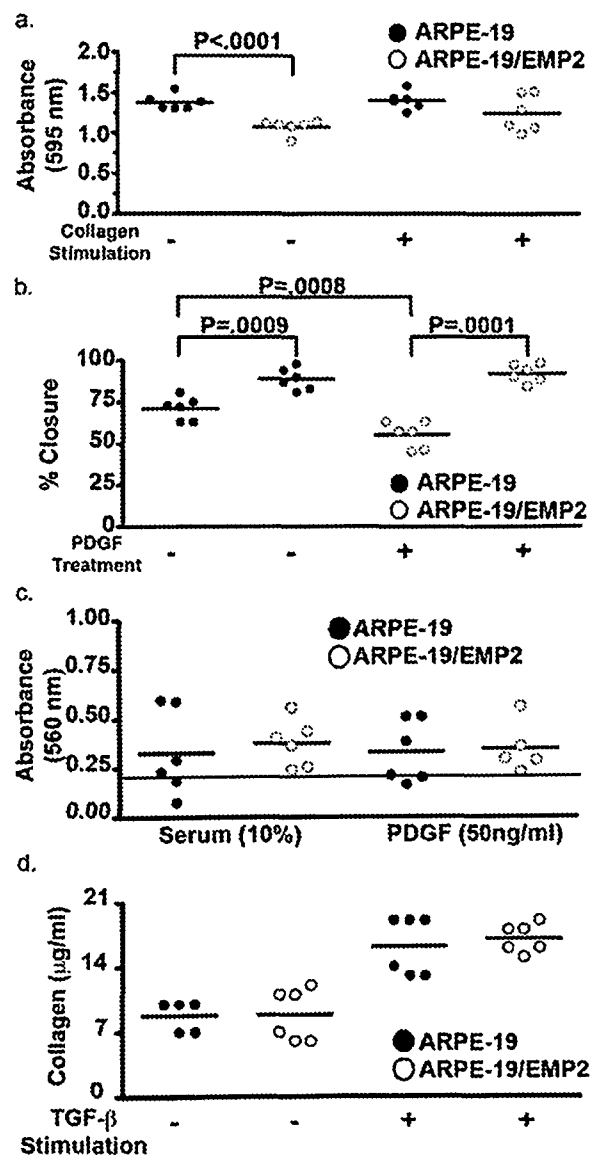 a.
ARPE-19
ARPE-19/EMP2
P<.0001
2.0
1.5
1.0
0.5
0.0
Absorbance
(595 nm)
Collagen
Stimulation
- - + +
b.
P=.0008
P=.0009
P=.0001
100
75
50
25
0
% Closure
ARPE-19
ARPE-19/EMP2
PDGF
Treatment
- - + +
c.
ARPE-19
ARPE-19/EMP2
1.00
0.75
0.50
0.25
0.00
Absorbance
(560 nm)
Serum (10%) PDGF (50ng/ml)
d.
21
14
7
0
Collagen (µg/ml)
ARPE-19
ARPE-19/EMP2
TGF-β
Stimulation
- - + +